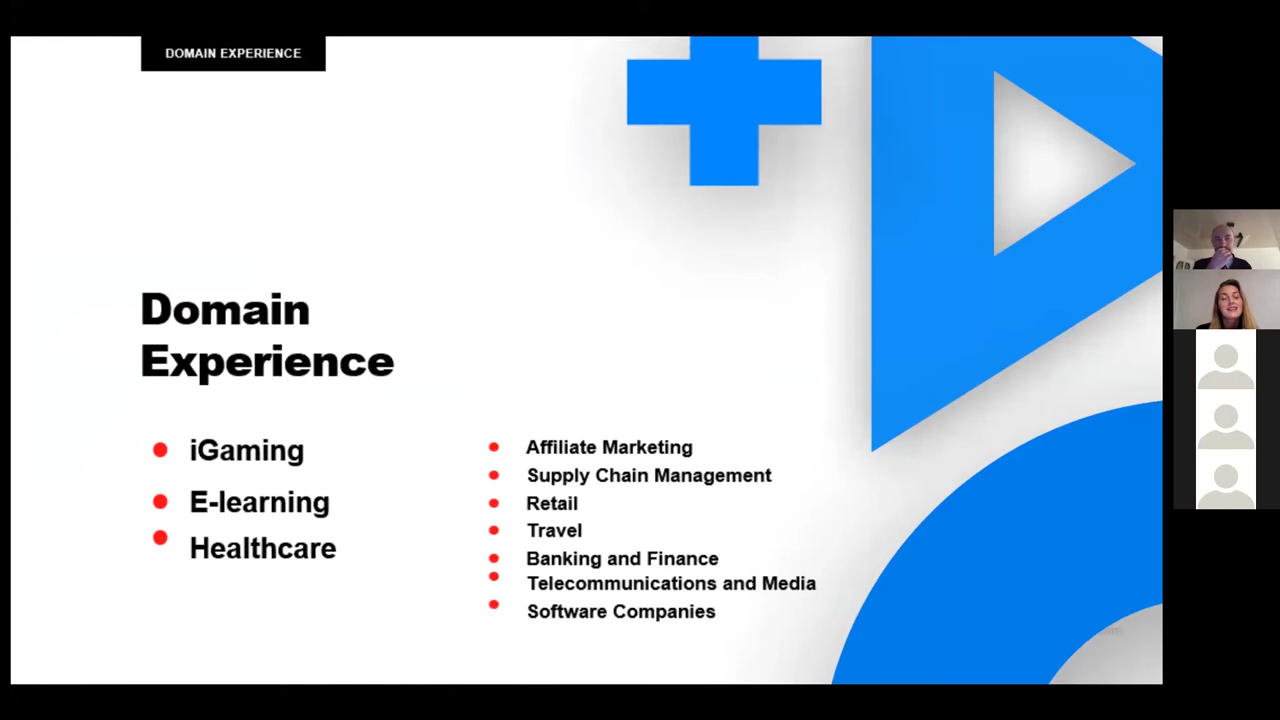 DOMAIN EXPERIENCE
Domain
Experience
iGaming
E-learning
Healthcare
Affiliate Marketing
Supply Chain Management
Retail
Travel
Banking and Finance
Telecommunications and Media
Software Companies